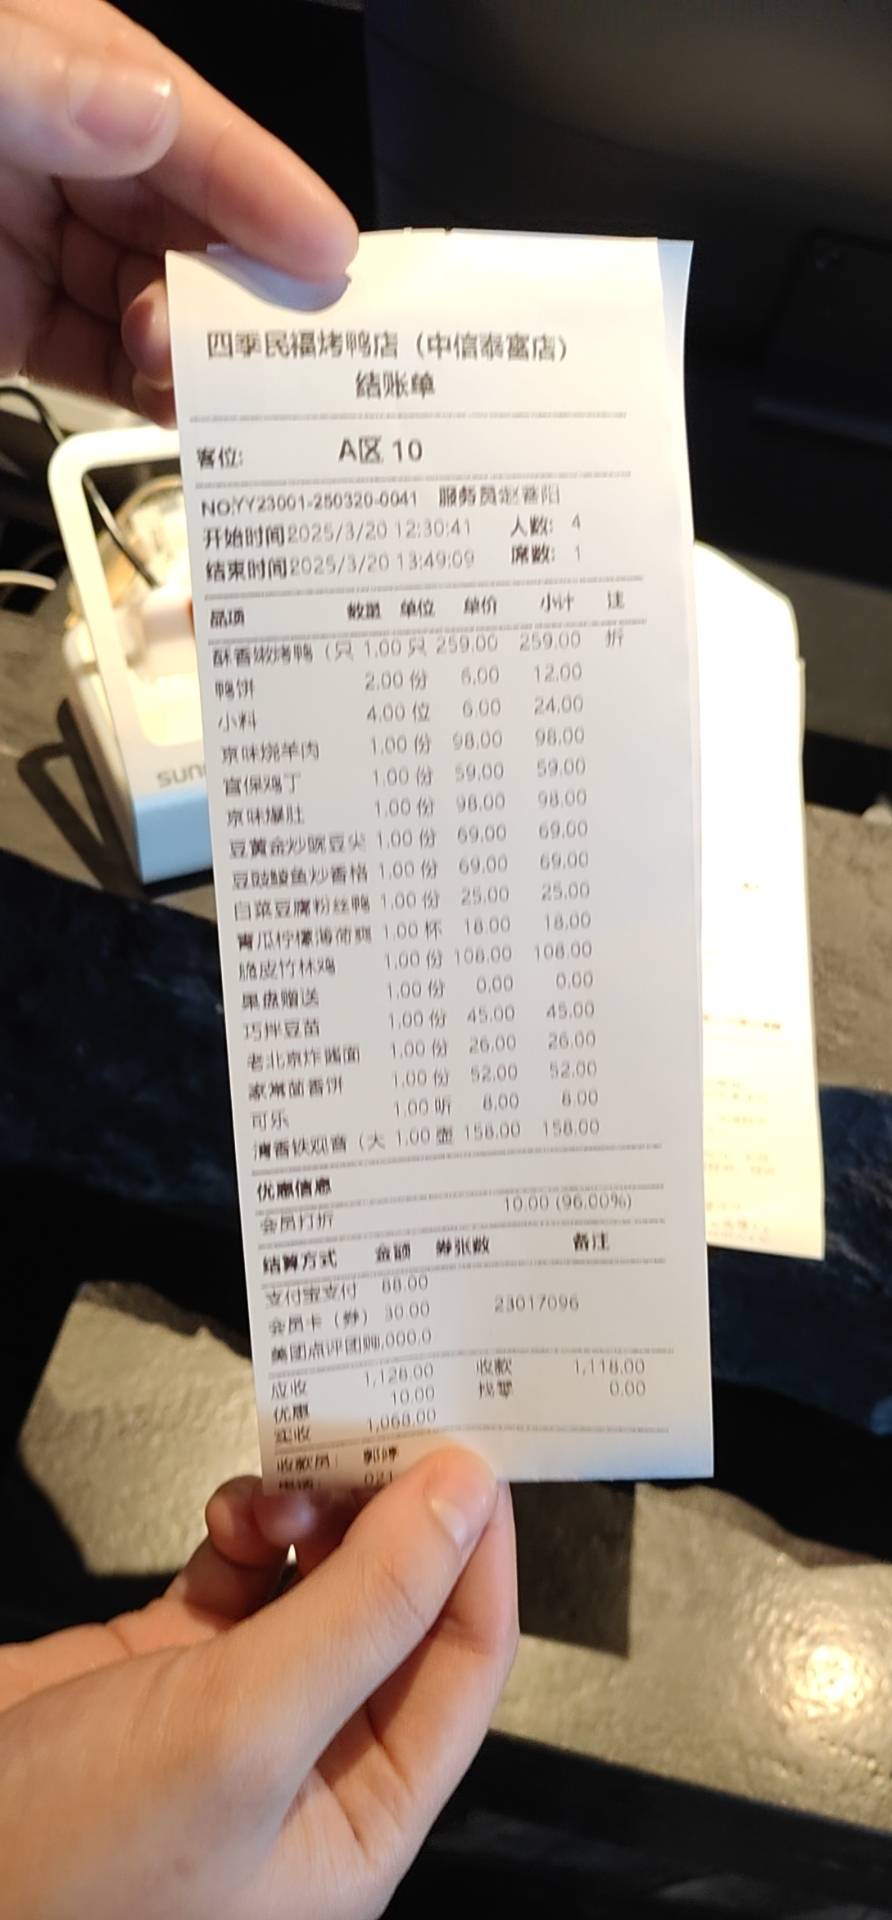 四季民福烤鸭店（中信泰富店）
结账单
客位: A区 10
NO:YY23001-250320-0041 服务员赵
开始时间2025/3/20 12:30:41 人数: 4
结束时间2025/3/20 13:49:09 席数: 1
品项 数量 单位 单价 小计 注
酥香嫩烤鸭（只 1.00 只 259.00 259.00 折
鸭饼 2.00 份 6.00 12.00
小料 4.00 位 6.00 24.00
京味烧羊肉 1.00 份 98.00 98.00
宫保鸡丁 1.00 份 59.00 59.00
京味爆肚 1.00 份 98.00 98.00
豆黄金炒豌豆尖 1.00 份 69.00 69.00
豆豉鲮鱼炒香格 1.00 份 69.00 69.00
白菜豆腐粉丝鸭 1.00 份 25.00 25.00
青瓜柠檬薄荷爽 1.00 杯 18.00 18.00
脆皮竹林鸡 1.00 份 108.00 108.00
果盘赠送 1.00 份 0.00 0.00
巧拌豆苗 1.00 份 45.00 45.00
老北京炸酱面 1.00 份 26.00 26.00
家常茴香饼 1.00 份 52.00 52.00
可乐 1.00 听 8.00 8.00
清香铁观音（大 1.00 壶 158.00 158.00
优惠信息
会员打折 10.00 (96.00%)
结算方式 金额 券张数 备注
支付宝支付 88.00
会员卡（券） 30.00 23017096
美团点评团购1,000.0
应收 1,128.00 收款 1,118.00
优惠 10.00 找零 0.00
实收 1,068.00
收款员: 郭婷
021
sun